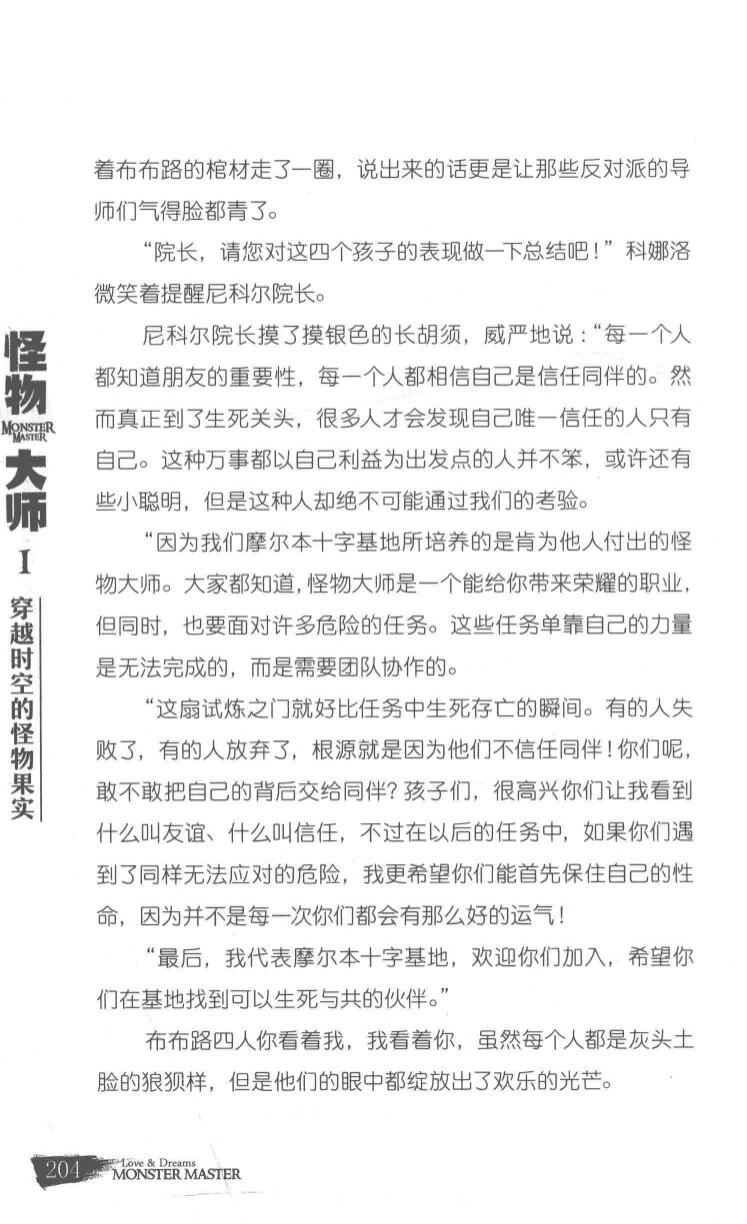 着布布路的棺材走了一圈，说出来的话更是让那些反对派的导
师们气得脸都青了。
“院长，请您对这四个孩子的表现做一下总结吧！”科娜洛
微笑着提醒尼科尔院长。
尼科尔院长摸了摸银色的长胡须，威严地说：“每一个人
都知道朋友的重要性，每一个人都相信自己是信任同伴的。然
而真正到了生死关头，很多人才会发现自己唯一信任的人只有
自己。这种万事都以自己利益为出发点的人并不笨，或许还有
些小聪明，但是这种人却绝不可能通过我们的考验。
“因为我们摩尔本十字基地所培养的是肯为他人付出的怪
物大师。大家都知道，怪物大师是一个能给你带来荣耀的职业，
但同时，也要面对许多危险的任务。这些任务单靠自己的力量
是无法完成的，而是需要团队协作的。
“这扇试炼之门就好比任务中生死存亡的瞬间。有的人失
败了，有的人放弃了，根源就是因为他们不信任同伴！你们呢，
敢不敢把自己的背后交给同伴？孩子们，很高兴你们让我看到
什么叫友谊、什么叫信任，不过在以后的任务中，如果你们遇
到了同样无法应对的危险，我更希望你们能首先保住自己的性
命，因为并不是每一次你们都会有那么好的运气！
“最后，我代表摩尔本十字基地，欢迎你们加入，希望你
们在基地找到可以生死与共的伙伴。”
布布路四人你看着我，我看着你，虽然每个人都是灰头土
脸的狼狈样，但是他们的眼中都绽放出了欢乐的光芒。
怪物
MONSTER
MASTER
大师
I
穿越时空的怪物果实
204
Love & Dreams
MONSTER MASTER